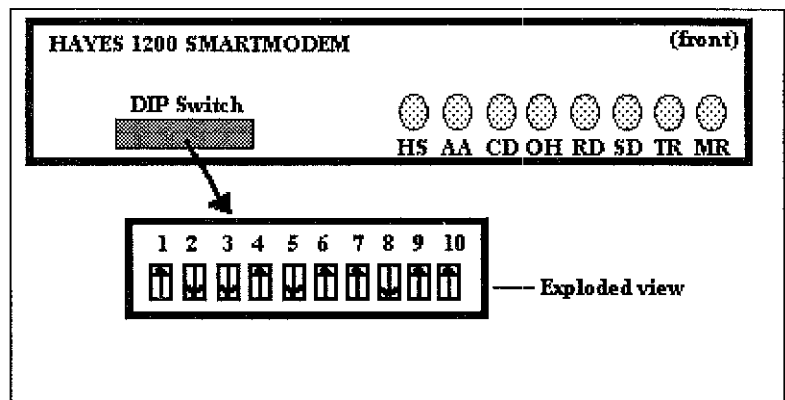 HAYES 1200 SMARTMODEM (front)
DIP Switch
HS AA CD OH RD SD TR MR
1 2 3 4 5 6 7 8 9 10
Exploded view